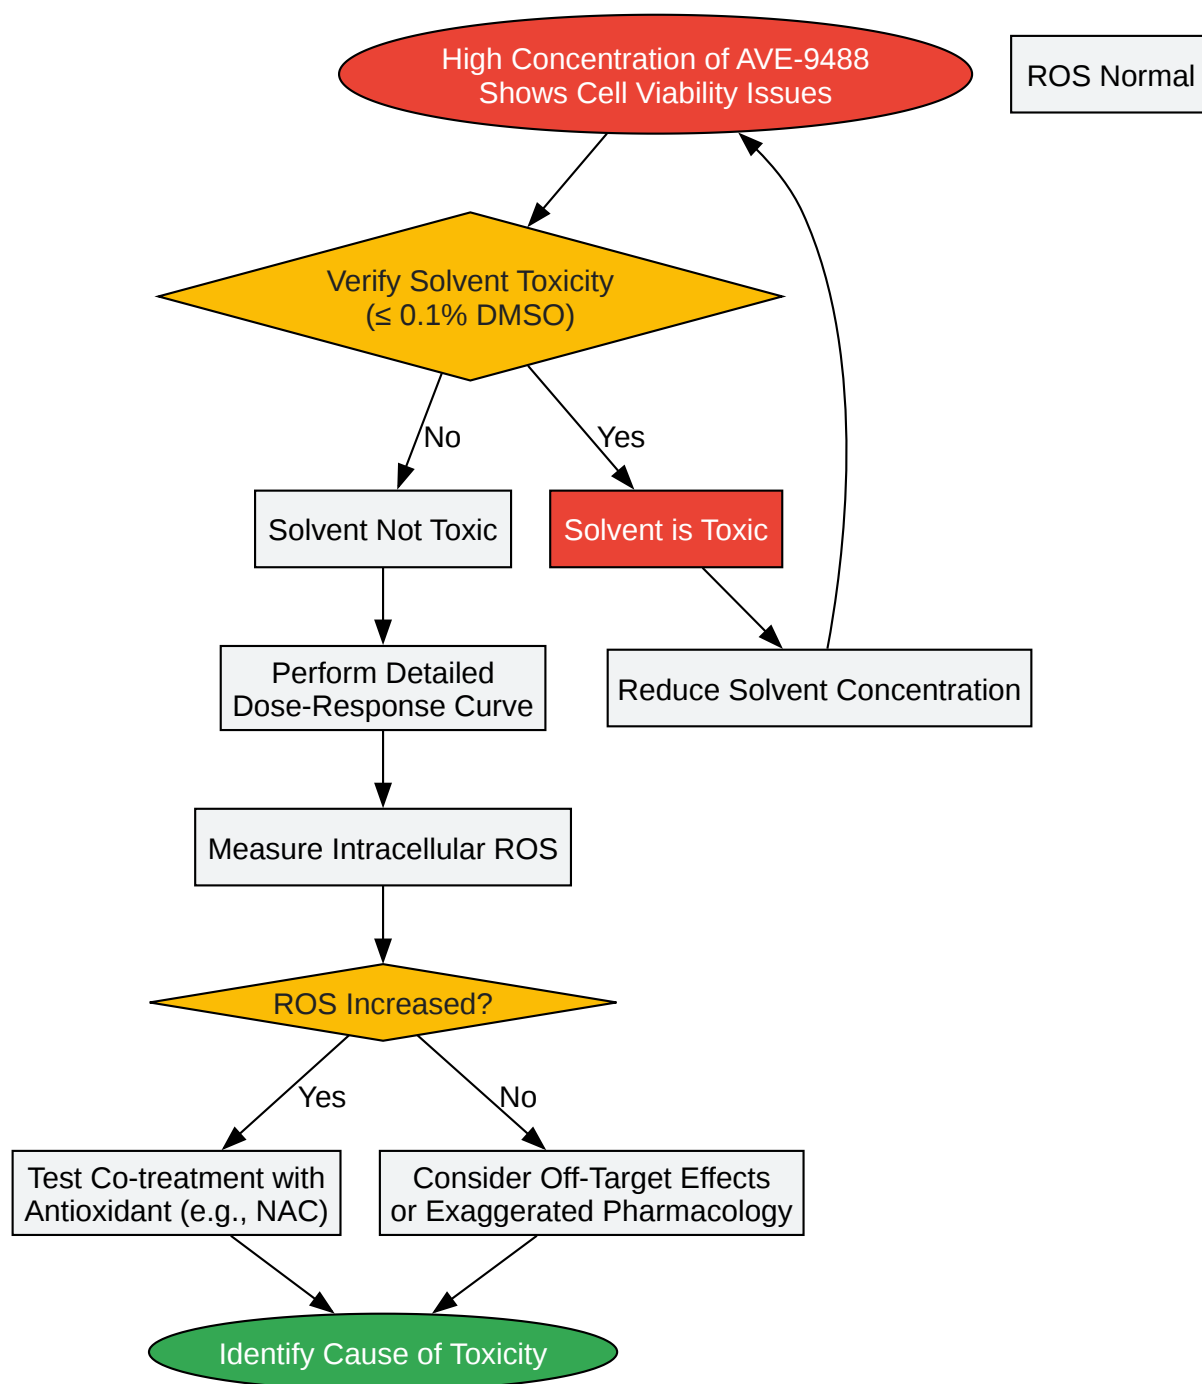 High Concentration of AVE-9488
Shows Cell Viability Issues
ROS Normal
Verify Solvent Toxicity
(≤ 0.1% DMSO)
No
Yes
Solvent Not Toxic
Solvent is Toxic
Perform Detailed
Dose-Response Curve
Reduce Solvent Concentration
Measure Intracellular ROS
ROS Increased?
Yes
No
Test Co-treatment with
Antioxidant (e.g., NAC)
Consider Off-Target Effects
or Exaggerated Pharmacology
Identify Cause of Toxicity